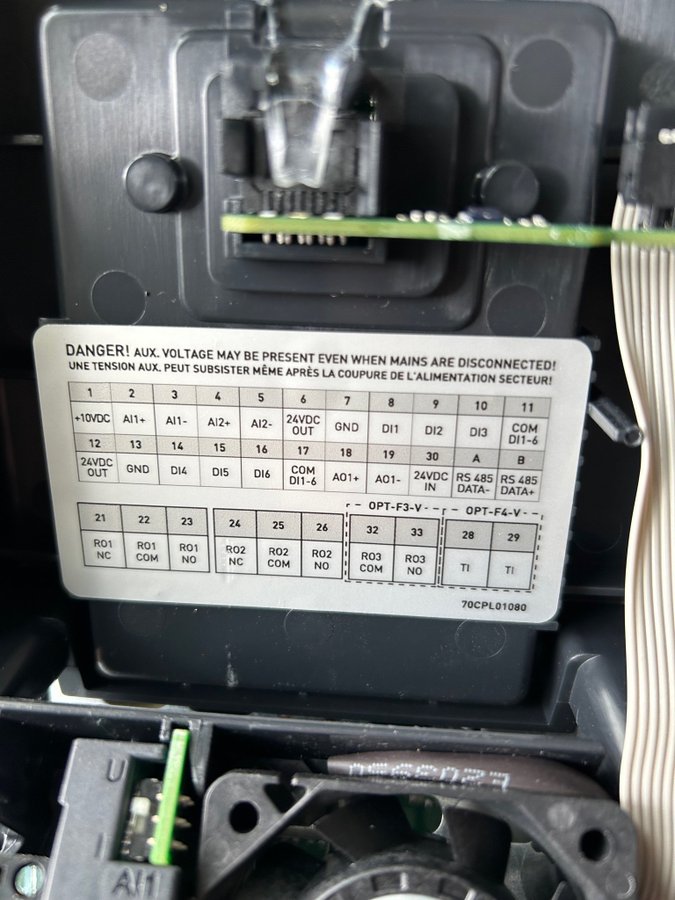 DANGER! AUX. VOLTAGE MAY BE PRESENT EVEN WHEN MAINS ARE DISCONNECTED!
UNE TENSION AUX. PEUT SUBSISTER MÊME APRÈS LA COUPURE DE L'ALIMENTATION SECTEUR!
1 2 3 4 5 6 7 8 9 10 11
+10VDC AI1+ AI1- AI2+ AI2- 24VDC OUT GND DI1 DI2 DI3 COM DI1-6
12 13 14 15 16 17 18 19 30 A B
24VDC OUT GND DI4 DI5 DI6 COM DI1-6 AO1+ AO1- 24VDC IN RS 485 DATA- RS 485 DATA+
OPT-F3-V OPT-F4-V
21 22 23 24 25 26 32 33 28 29
RO1 NC RO1 COM RO1 NO RO2 NC RO2 COM RO2 NO RO3 COM RO3 NO TI TI
70CPL01080
U
I
AI1